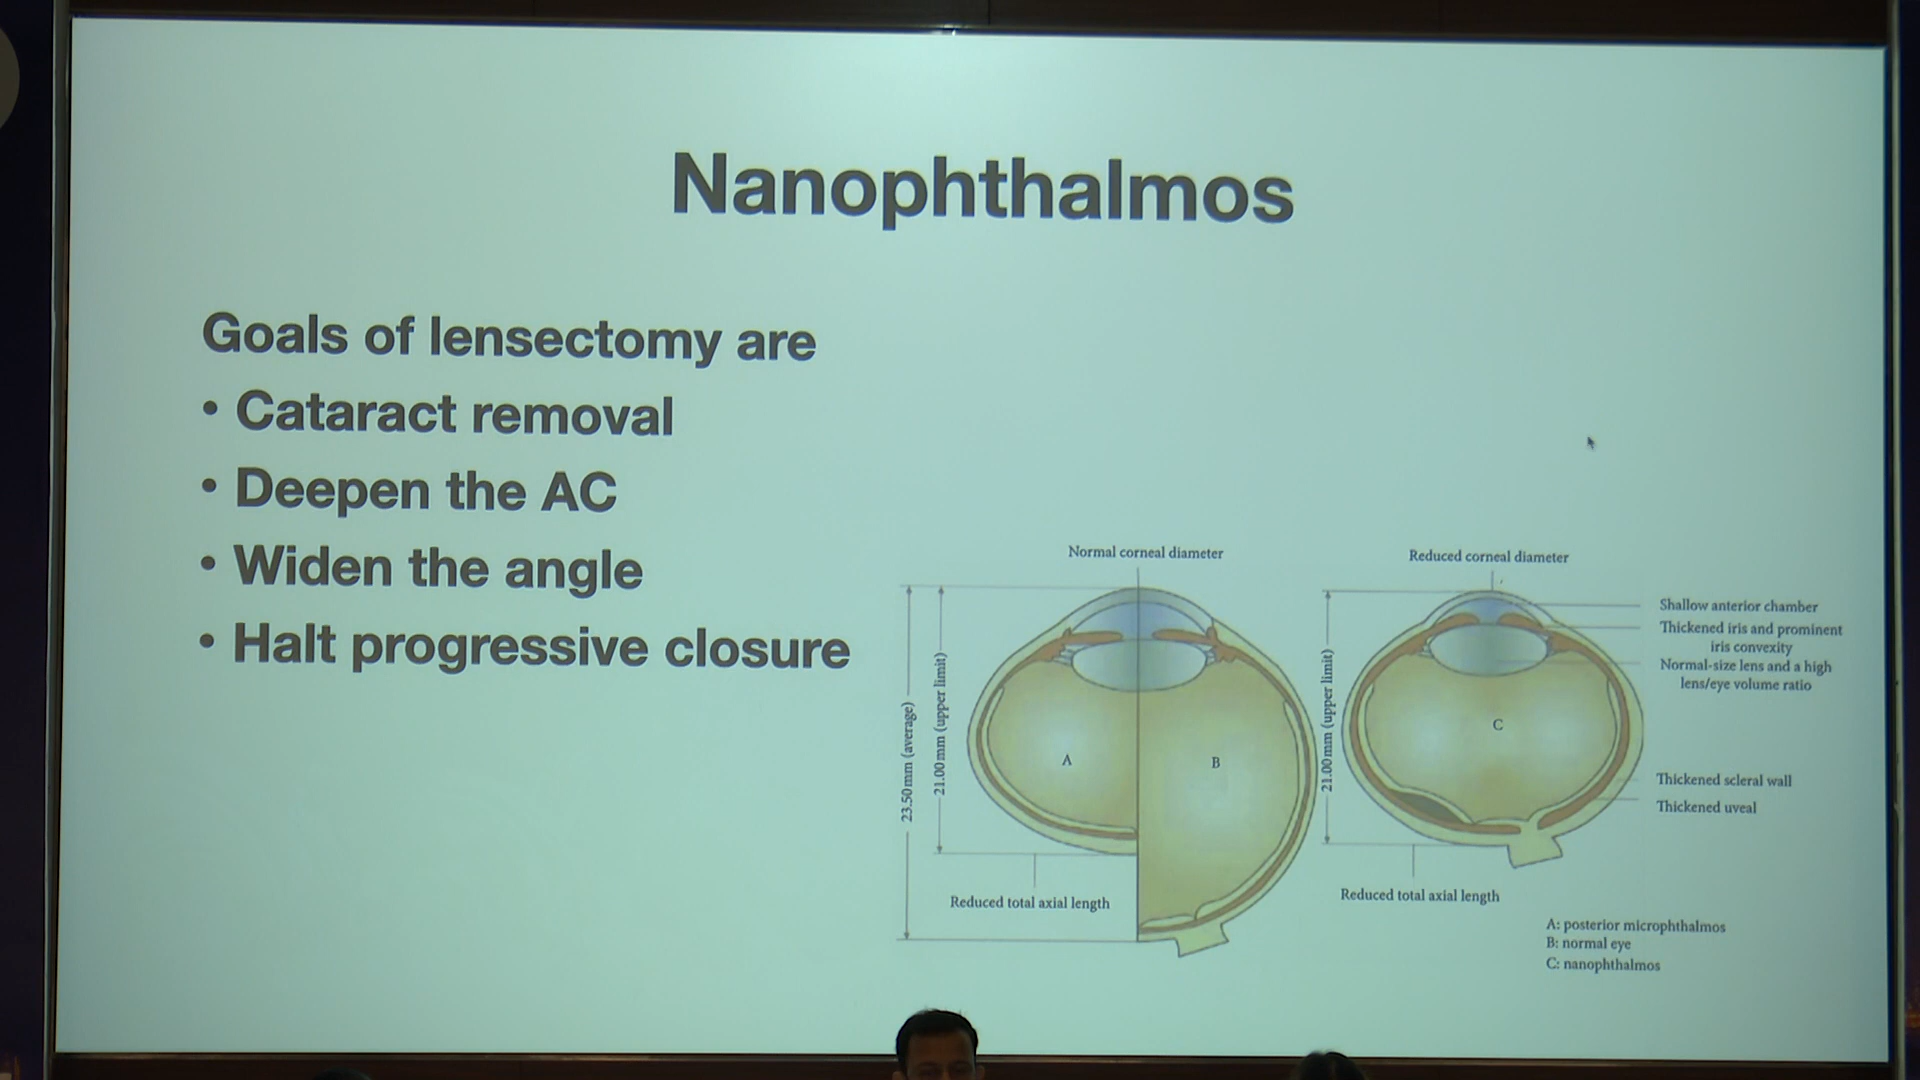 Nanophthalmos
Goals of lensectomy are
• Cataract removal
• Deepen the AC
• Widen the angle
• Halt progressive closure
Normal corneal diameter
23.50 mm (average)
21.00 mm (upper limit)
A
B
Reduced total axial length
Reduced corneal diameter
21.00 mm (upper limit)
C
Shallow anterior chamber
Thickened iris and prominent
iris convexity
Normal-size lens and a high
lens/eye volume ratio
Thickened scleral wall
Thickened uveal
Reduced total axial length
A: posterior microphthalmos
B: normal eye
C: nanophthalmos